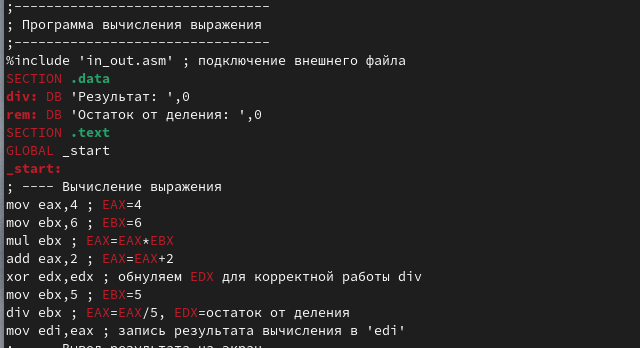 ;--------------------------------
; Программа вычисления выражения
;--------------------------------
%include 'in_out.asm' ; подключение внешнего файла
SECTION .data
div: DB 'Результат: ',0
rem: DB 'Остаток от деления: ',0
SECTION .text
GLOBAL _start
_start:
; ---- Вычисление выражения
mov eax,4 ; EAX=4
mov ebx,6 ; EBX=6
mul ebx ; EAX=EAX*EBX
add eax,2 ; EAX=EAX+2
xor edx,edx ; обнуляем EDX для корректной работы div
mov ebx,5 ; EBX=5
div ebx ; EAX=EAX/5, EDX=остаток от деления
mov edi,eax ; запись результата вычисления в 'edi'
; ---- Вывод результата на экран